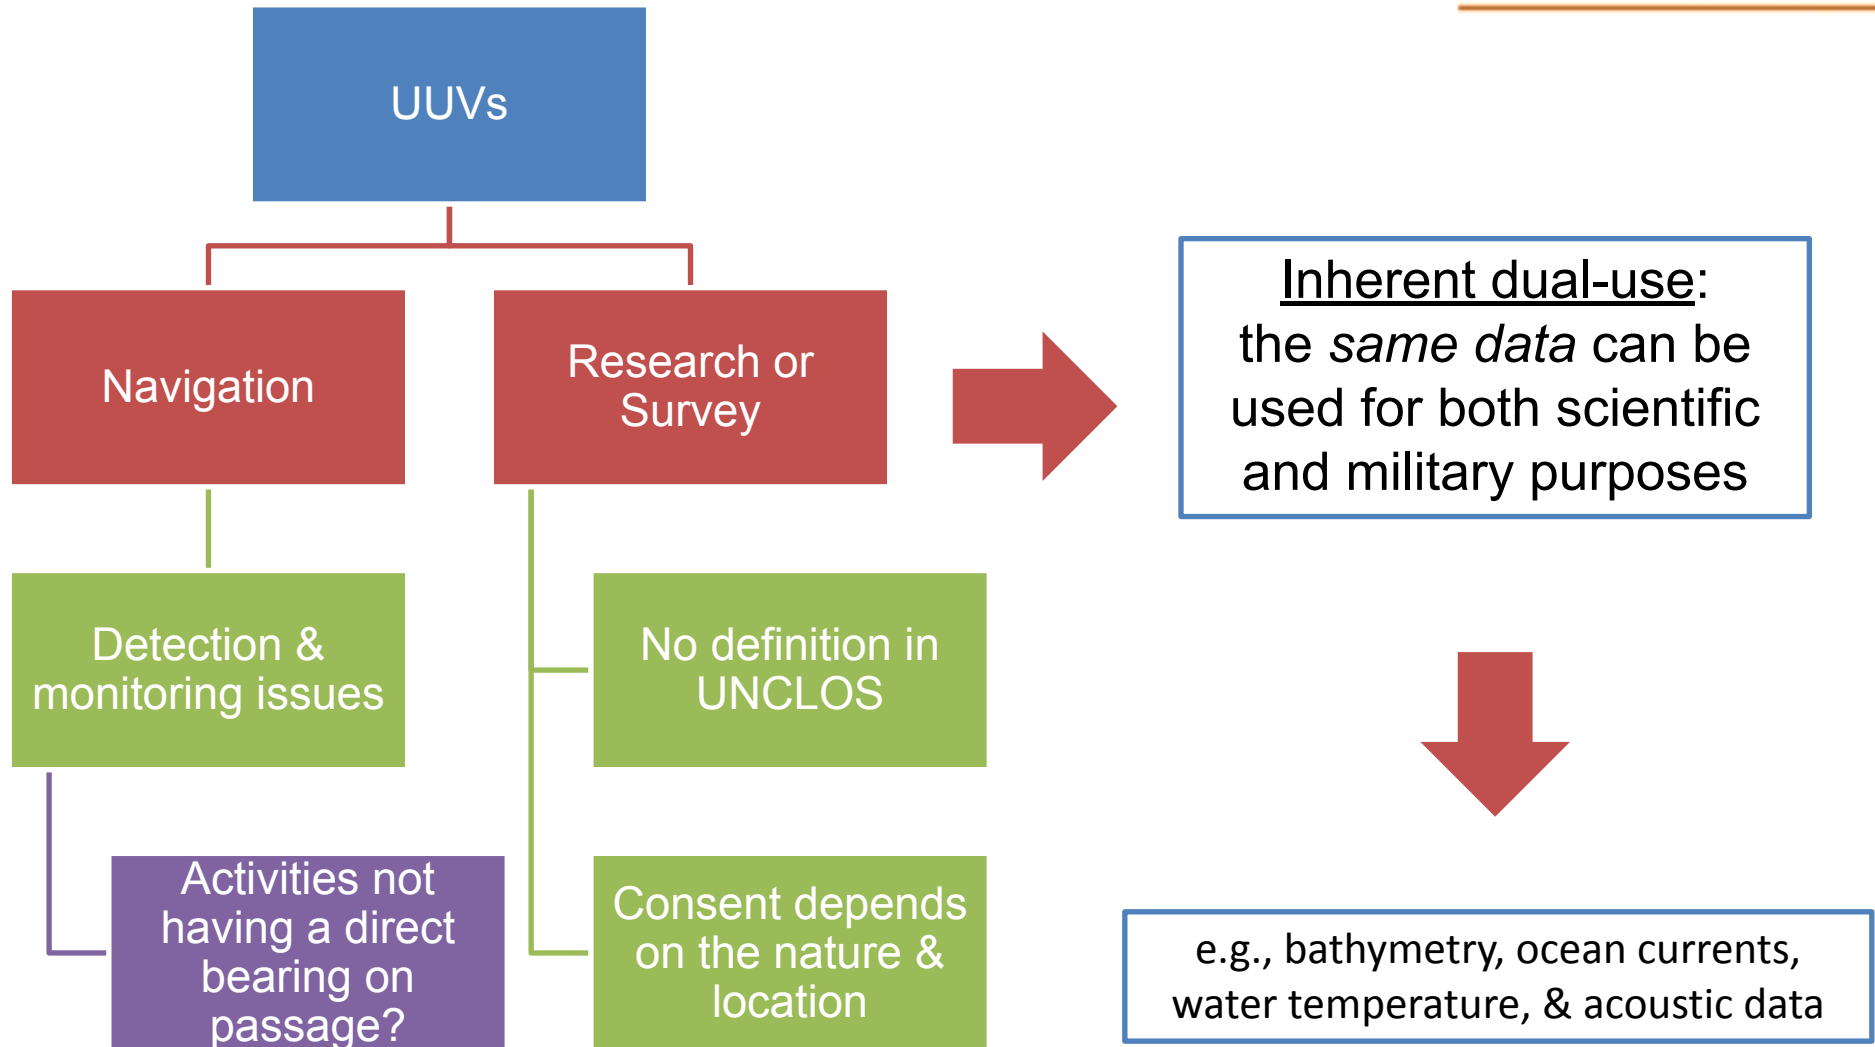 UUVs
Navigation
Research or
Survey
Inherent dual-use:
the same data can be
used for both scientific
and military purposes
Detection &
monitoring issues
No definition in
UNCLOS
Activities not
having a direct
bearing on
passage?
Consent depends
on the nature &
location
e.g., bathymetry, ocean currents,
water temperature, & acoustic data